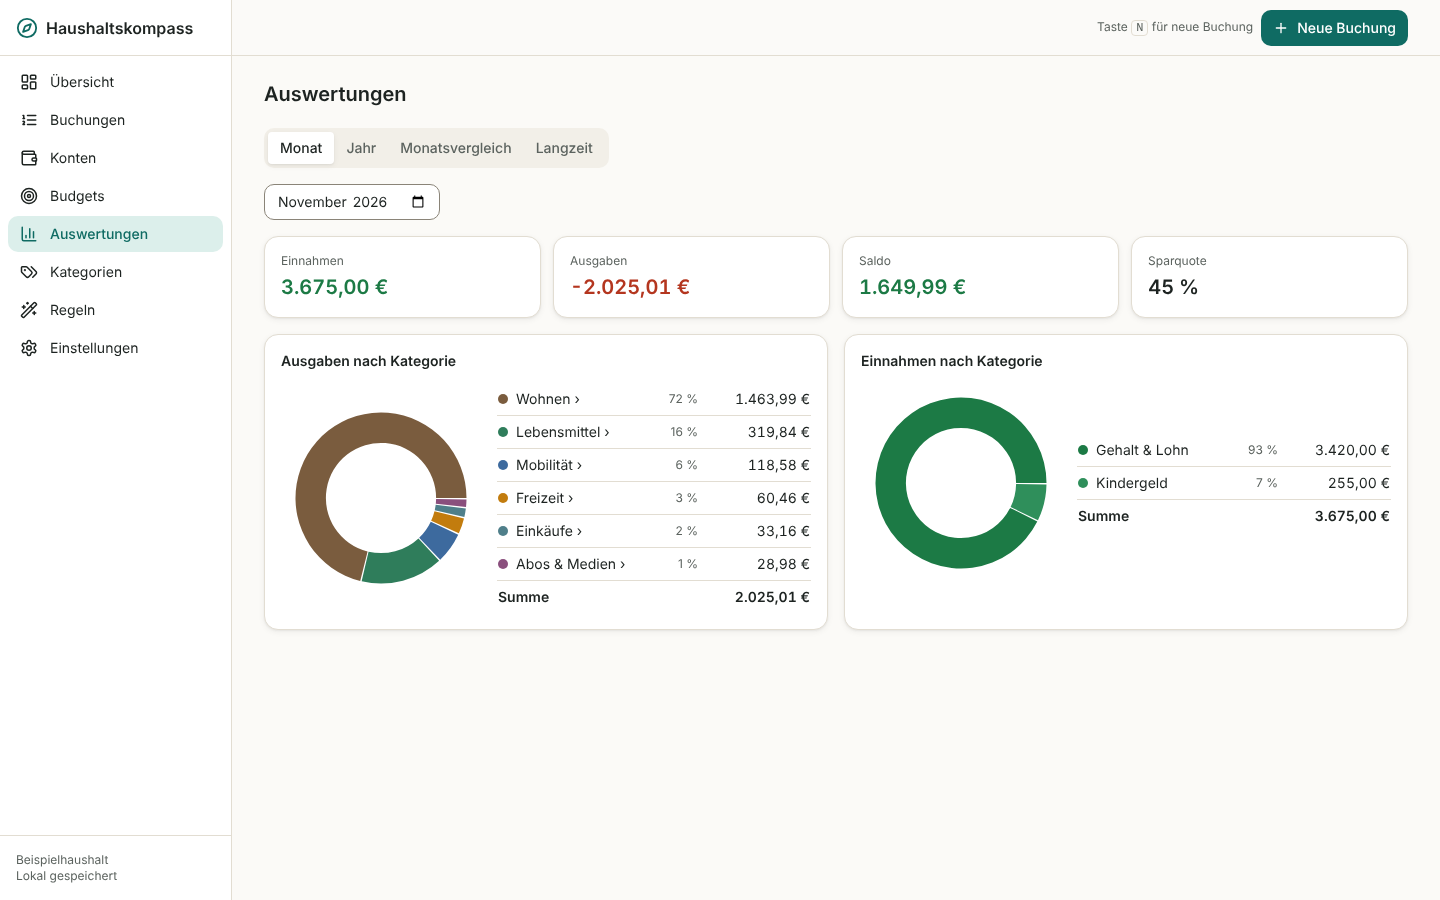 Haushaltskompass
Taste N für neue Buchung
Neue Buchung
Übersicht
Buchungen
Konten
Budgets
Auswertungen
Kategorien
Regeln
Einstellungen
Beispielhaushalt
Lokal gespeichert
Auswertungen
Monat Jahr Monatsvergleich Langzeit
November 2026
Einnahmen
3.675,00 €
Ausgaben
-2.025,01 €
Saldo
1.649,99 €
Sparquote
45 %
Ausgaben nach Kategorie
Wohnen › 72 % 1.463,99 €
Lebensmittel › 16 % 319,84 €
Mobilität › 6 % 118,58 €
Freizeit › 3 % 60,46 €
Einkäufe › 2 % 33,16 €
Abos & Medien › 1 % 28,98 €
Summe 2.025,01 €
Einnahmen nach Kategorie
Gehalt & Lohn 93 % 3.420,00 €
Kindergeld 7 % 255,00 €
Summe 3.675,00 €